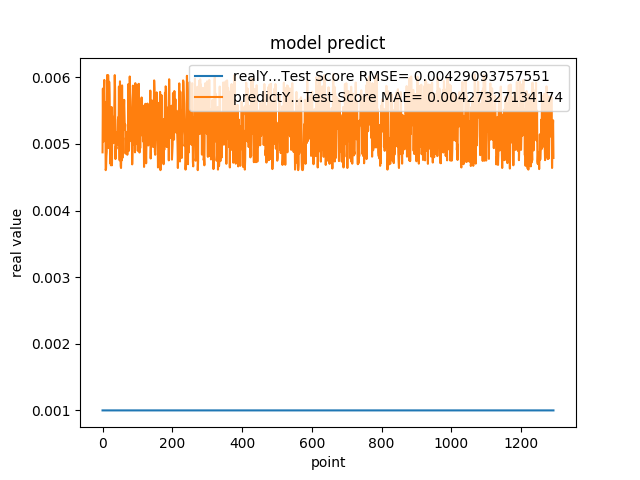 model predict
realY...Test Score RMSE= 0.00429093757551
predictY...Test Score MAE= 0.00427327134174
0.006
0.005
0.004
0.003
0.002
0.001
real value
0 200 400 600 800 1000 1200
point